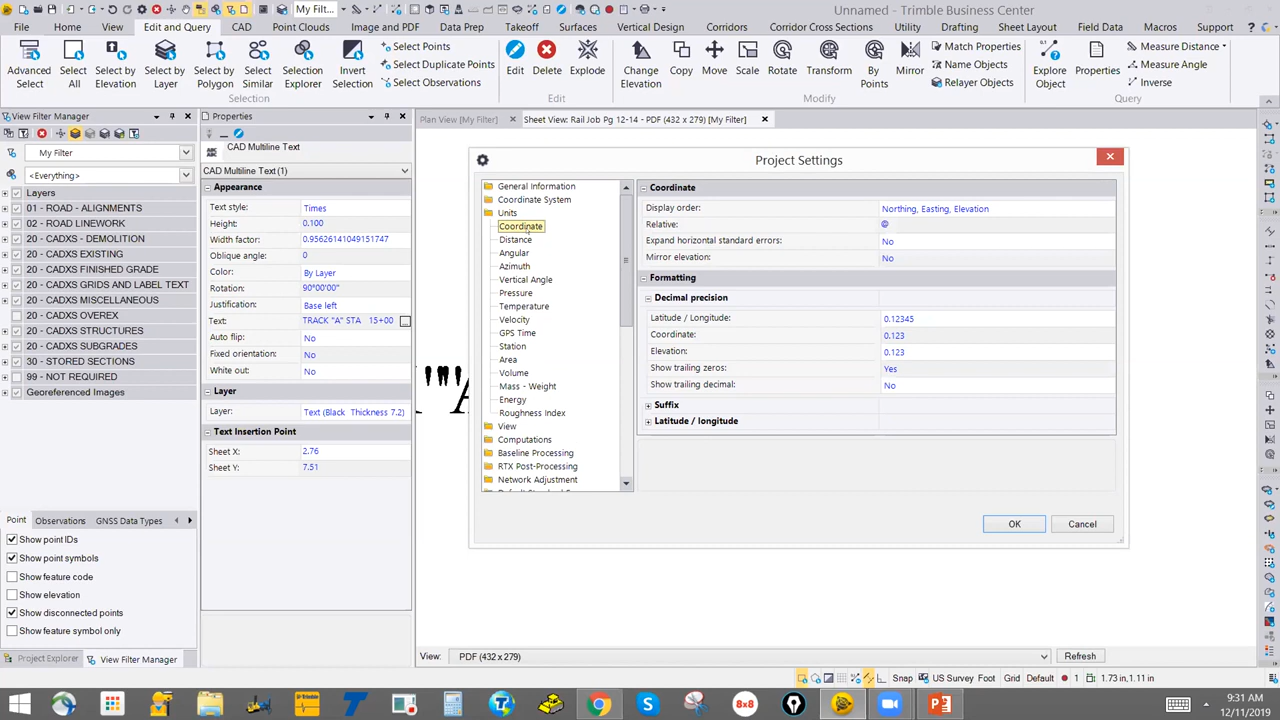 My Filter
Unnamed - Trimble Business Center
File
Home
Edit and Query
CAD
Point Clouds
Image and PDF
Data Prep
Takeoff
Surfaces
Vertical Design
Corridor
Corridor Cross Sections
Utility
Drafting
Sheet Layout
Field Data
Macros
Support
Advanced Select
Select All
Select by Elevation
Select by Layer
Select by Polygon
Select Similar
Selection Explorer
Invert Selection
Select Points
Select Duplicate Points
Select Observations
Edit
Delete
Explode
Change Elevation
Copy
Move
Scale
Rotate
Transform
By Points
Mirror
Match Properties
Name Objects
Relayer Objects
Explore Object
Properties
Measure Distance
Measure Angle
Inverse
Selection
Edit
Modify
Query
View Filter Manager
My Filter
<Everything>
Layers
01 - ROAD - ALIGNMENTS
02 - ROAD LINEWORK
20 - CADXS - DEMOLITION
20 - CADXS EXISTING
20 - CADXS FINISHED GRADE
20 - CADXS GRIDS AND LABEL TEXT
20 - CADXS MISCELLANEOUS
20 - CADXS OVEREX
20 - CADXS STRUCTURES
20 - CADXS SUBGRADES
30 - STORED SECTIONS
99 - NOT REQUIRED
Georeferenced Images
Point
Observations
GNSS Data Types
Show point IDs
Show point symbols
Show feature code
Show elevation
Show disconnected points
Show feature symbol only
Project Explorer
View Filter Manager
Properties
CAD Multiline Text
CAD Multiline Text (1)
Appearance
Text style: Times
Height: 0.100
Width factor: 0.95626141049151747
Oblique angle: 0
Color: By Layer
Rotation: 90°00'00"
Justification: Base left
Text: TRACK "A" STA 15+00 ...
Auto flip: No
Fixed orientation: No
White out: No
Layer
Layer: Text (Black Thickness 7.2)
Text Insertion Point
Sheet X: 2.76
Sheet Y: 7.51
Plan View [My Filter]
Sheet View: Rail Job Pg 12-14 - PDF (432 x 279) [My Filter]
Project Settings
General Information
Coordinate System
Units
Coordinate
Distance
Angular
Azimuth
Vertical Angle
Pressure
Temperature
Velocity
GPS Time
Station
Area
Volume
Mass - Weight
Energy
Roughness Index
View
Computations
Baseline Processing
RTX Post-Processing
Network Adjustment
Coordinate
Display order: Northing, Easting, Elevation
Relative: @
Expand horizontal standard errors: No
Mirror elevation: No
Formatting
Decimal precision
Latitude / Longitude: 0.12345
Coordinate: 0.123
Elevation: 0.123
Show trailing zeros: Yes
Show trailing decimal: No
Suffix
Latitude / longitude
OK
Cancel
View: PDF (432 x 279)
Refresh
Snap
US Survey Foot
Grid
Default
1
1.73 in,1.11 in
8x8
9:31 AM
12/11/2019